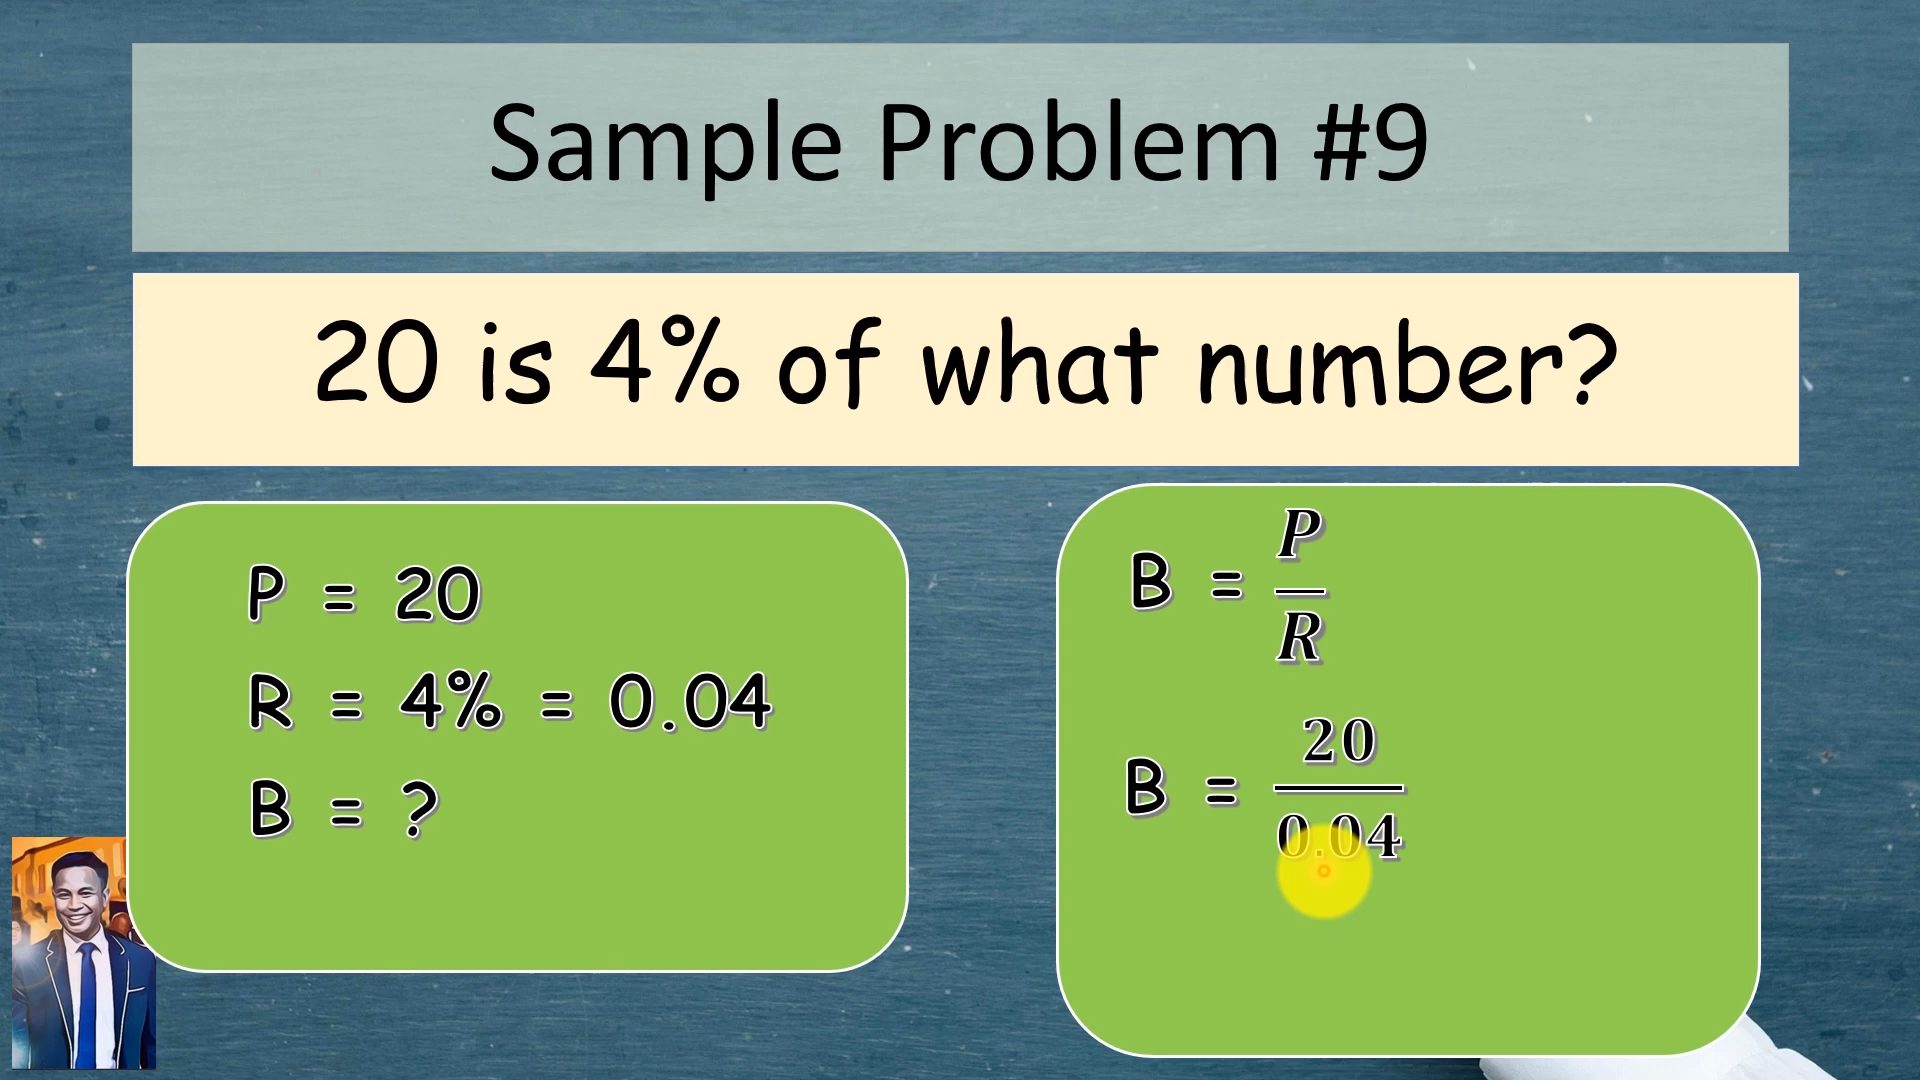 Sample Problem #9
20 is 4% of what number?
P = 20
R = 4% = 0.04
B = ?
B = P/R
B = 20/0.04